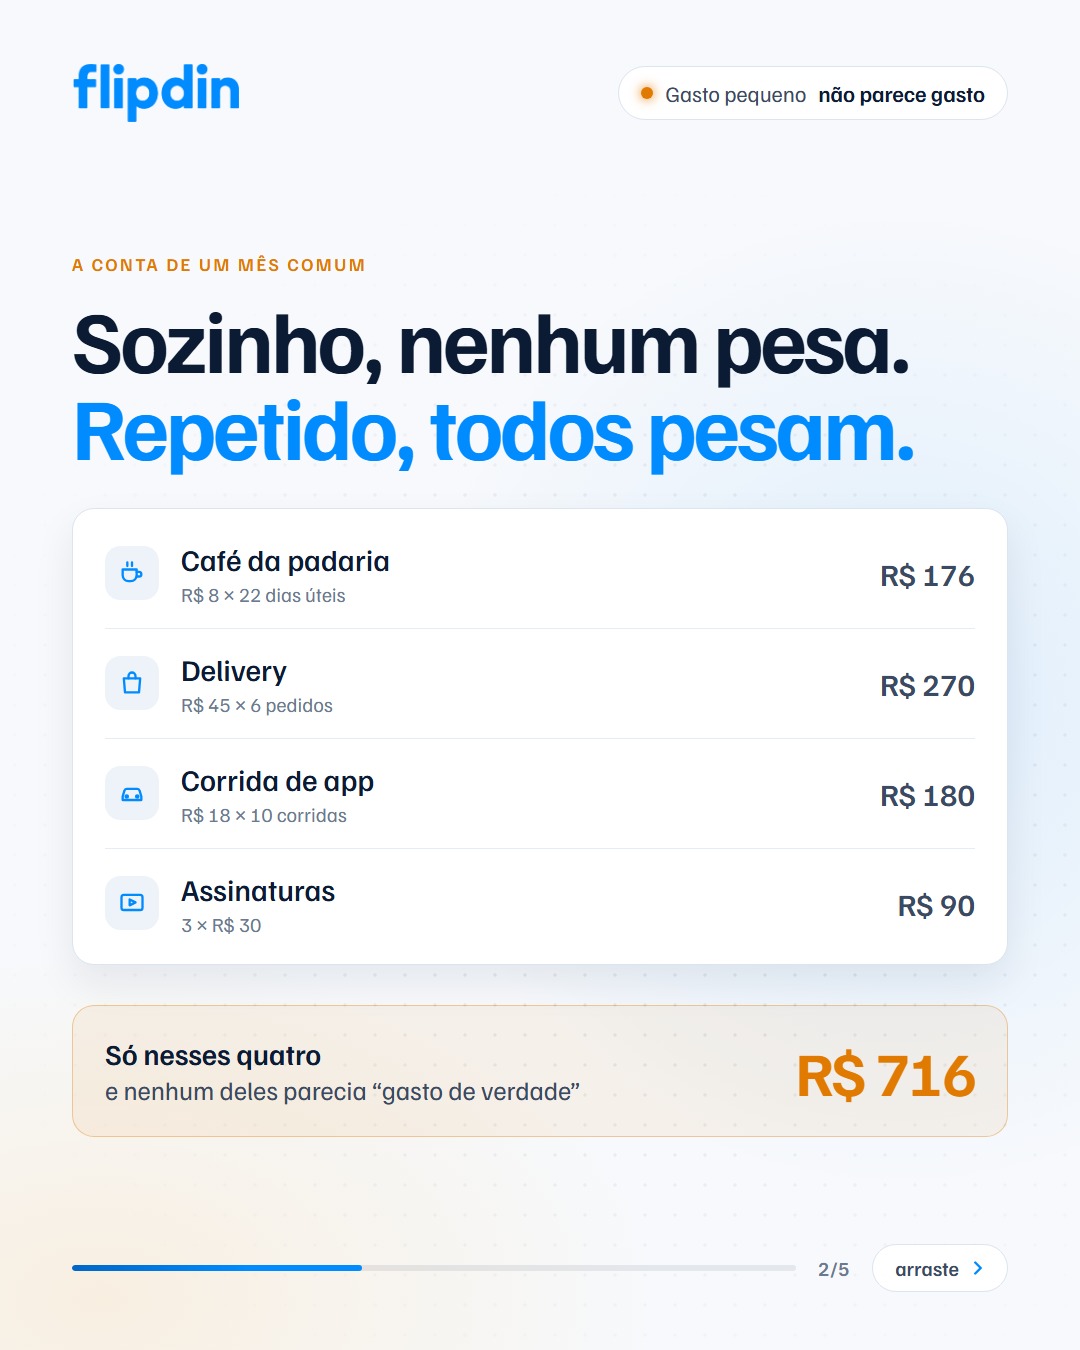 flipdin
Gasto pequeno não parece gasto
A CONTA DE UM MÊS COMUM
Sozinho, nenhum pesa.
Repetido, todos pesam.
Café da padaria
R$ 8 × 22 dias úteis
R$ 176
Delivery
R$ 45 × 6 pedidos
R$ 270
Corrida de app
R$ 18 × 10 corridas
R$ 180
Assinaturas
3 × R$ 30
R$ 90
Só nesses quatro
e nenhum deles parecia “gasto de verdade”
R$ 716
2/5
arraste